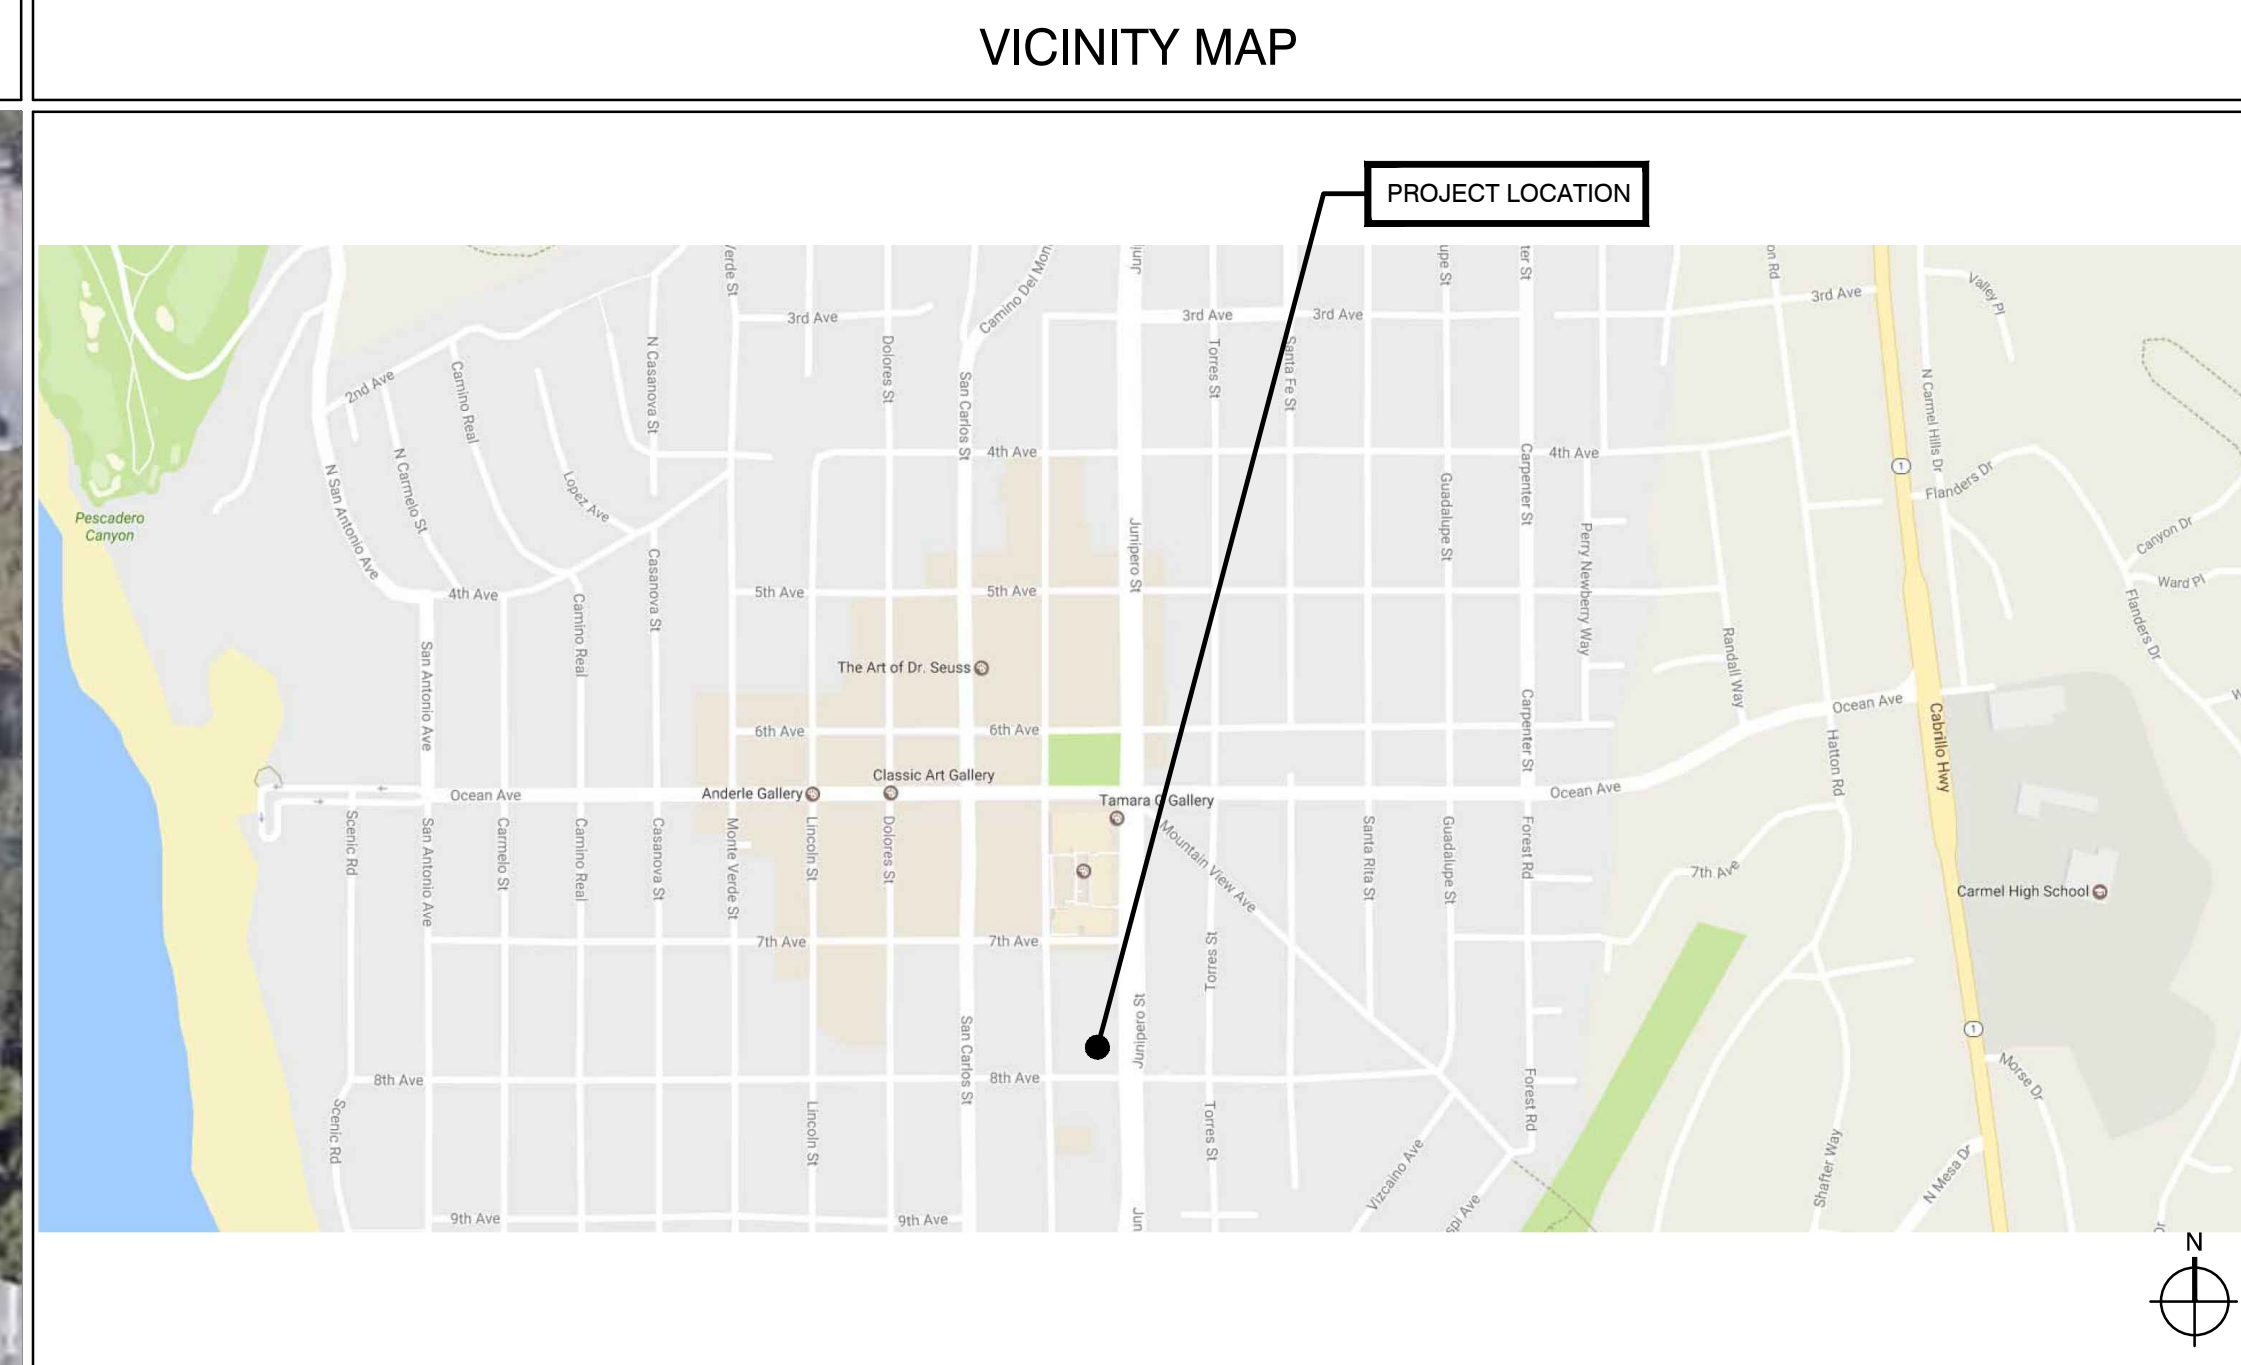 VICINITY MAP
PROJECT LOCATION
3rd Ave
3rd Ave
3rd Ave
3rd Ave
Camino Del Mon
Valley Pl
2nd Ave
Camino Real
N Casanova St
Dolores St
San Carlos St
Torres St
Santa Fe St
N Carmel Hills Dr
N San Antonio Ave
N Carmelo St
Lopez Ave
4th Ave
4th Ave
Guadalupe St
Carpenter St
1
Flanders Dr
Pescadero
Canyon
Canyon Dr
Ward Pl
Flanders Dr
4th Ave
Casanova St
Camino Real
Junipero St
5th Ave
5th Ave
Perry Newberry Way
Randall Way
San Antonio Ave
The Art of Dr. Seuss
6th Ave
6th Ave
Carpenter St
Ocean Ave
Cabrillo Hwy
Hatton Rd
Classic Art Gallery
Anderle Gallery
Ocean Ave
Ocean Ave
Tamara G Gallery
Scenic Rd
San Antonio Ave
Carmelo St
Camino Real
Casanova St
Monte Verde St
Lincoln St
Dolores St
Mountain View Ave
Santa Rita St
Guadalupe St
Forest Rd
7th Ave
Carmel High School
7th Ave
7th Ave
Torres St
Junipero St
San Carlos St
1
8th Ave
8th Ave
Morse Dr
Scenic Rd
Lincoln St
Torres St
Forest Rd
Vizcaino Ave
Shafter Way
N Mesa Dr
9th Ave
9th Ave
N